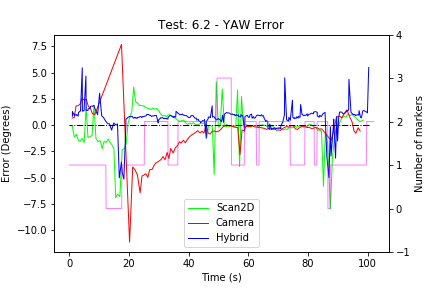 Test: 6.2 - YAW Error
Error (Degrees)
7.5
5.0
2.5
0.0
−2.5
−5.0
−7.5
−10.0
4
3
2
1
0
−1
Number of markers
Scan2D
Camera
Hybrid
0 20 40 60 80 100
Time (s)